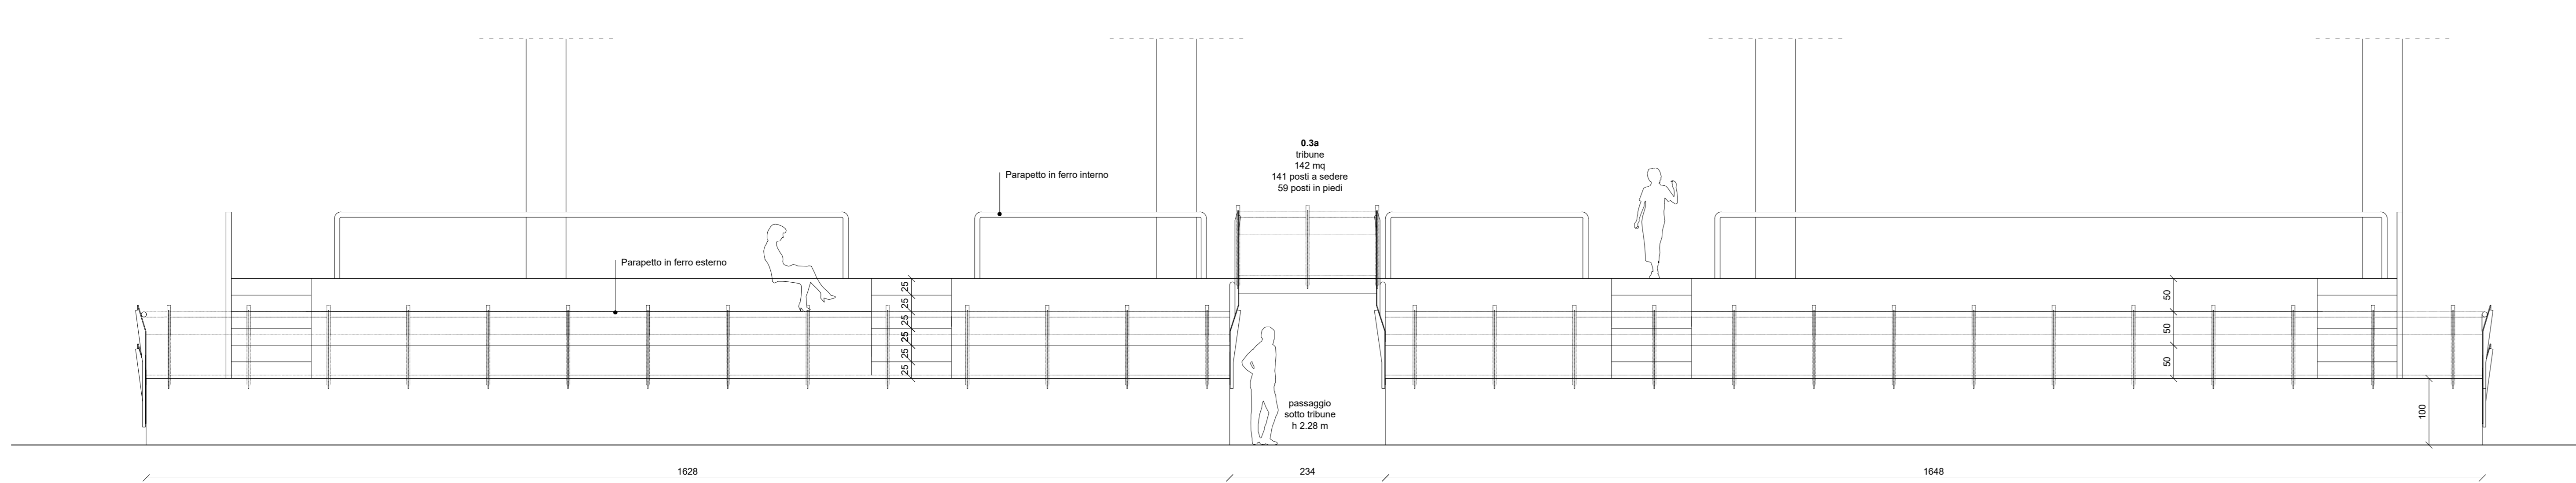 0.3a
tribune
142 mq
141 posti a sedere
59 posti in piedi
Parapetto in ferro interno
Parapetto in ferro esterno
25
25
25
25
25
25
50
50
50
100
passaggio
sotto tribune
h 2.28 m
1628
234
1648